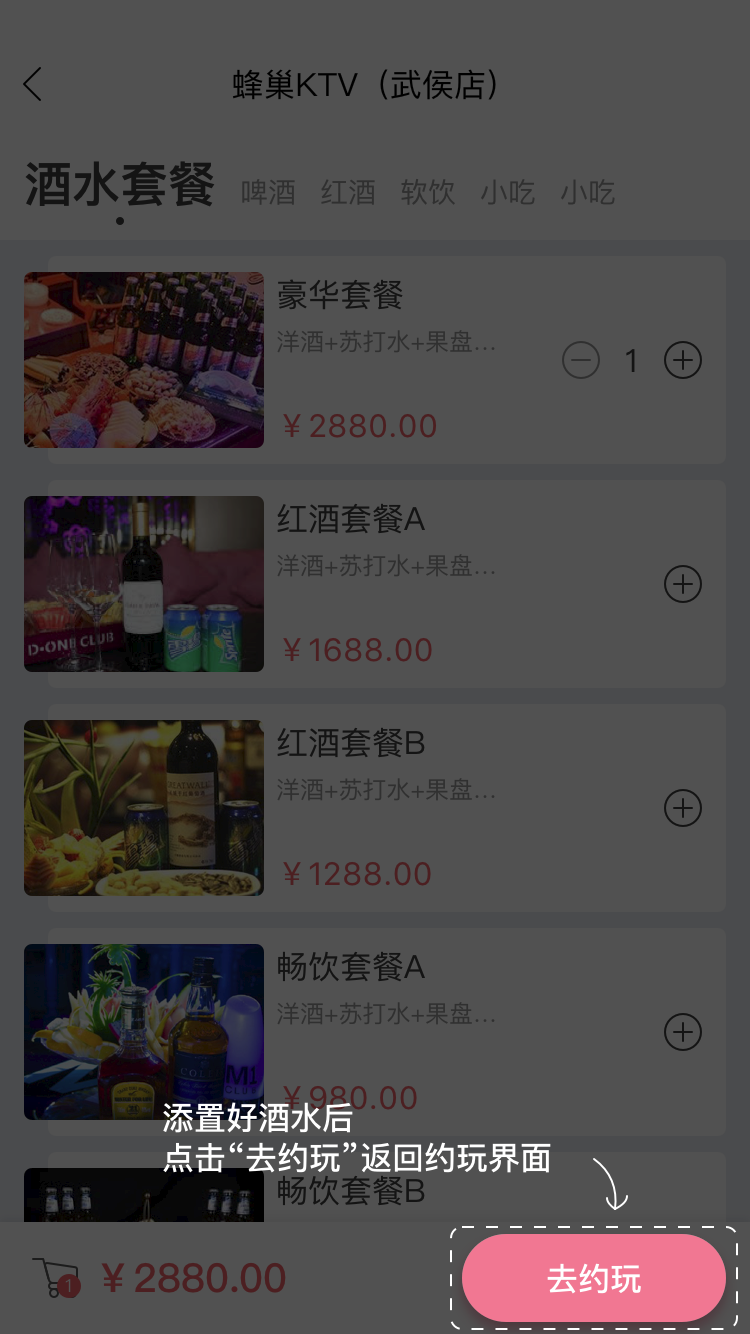 蜂巢KTV（武侯店）
酒水套餐 啤酒 红酒 软饮 小吃 小吃
豪华套餐
洋酒+苏打水+果盘...
1
￥2880.00
红酒套餐A
洋酒+苏打水+果盘...
D·ONE CLUB
￥1688.00
红酒套餐B
洋酒+苏打水+果盘...
￥1288.00
畅饮套餐A
洋酒+苏打水+果盘...
M1
￥980.00
添置好酒水后
点击“去约玩”返回约玩界面
畅饮套餐B
1
￥2880.00
去约玩